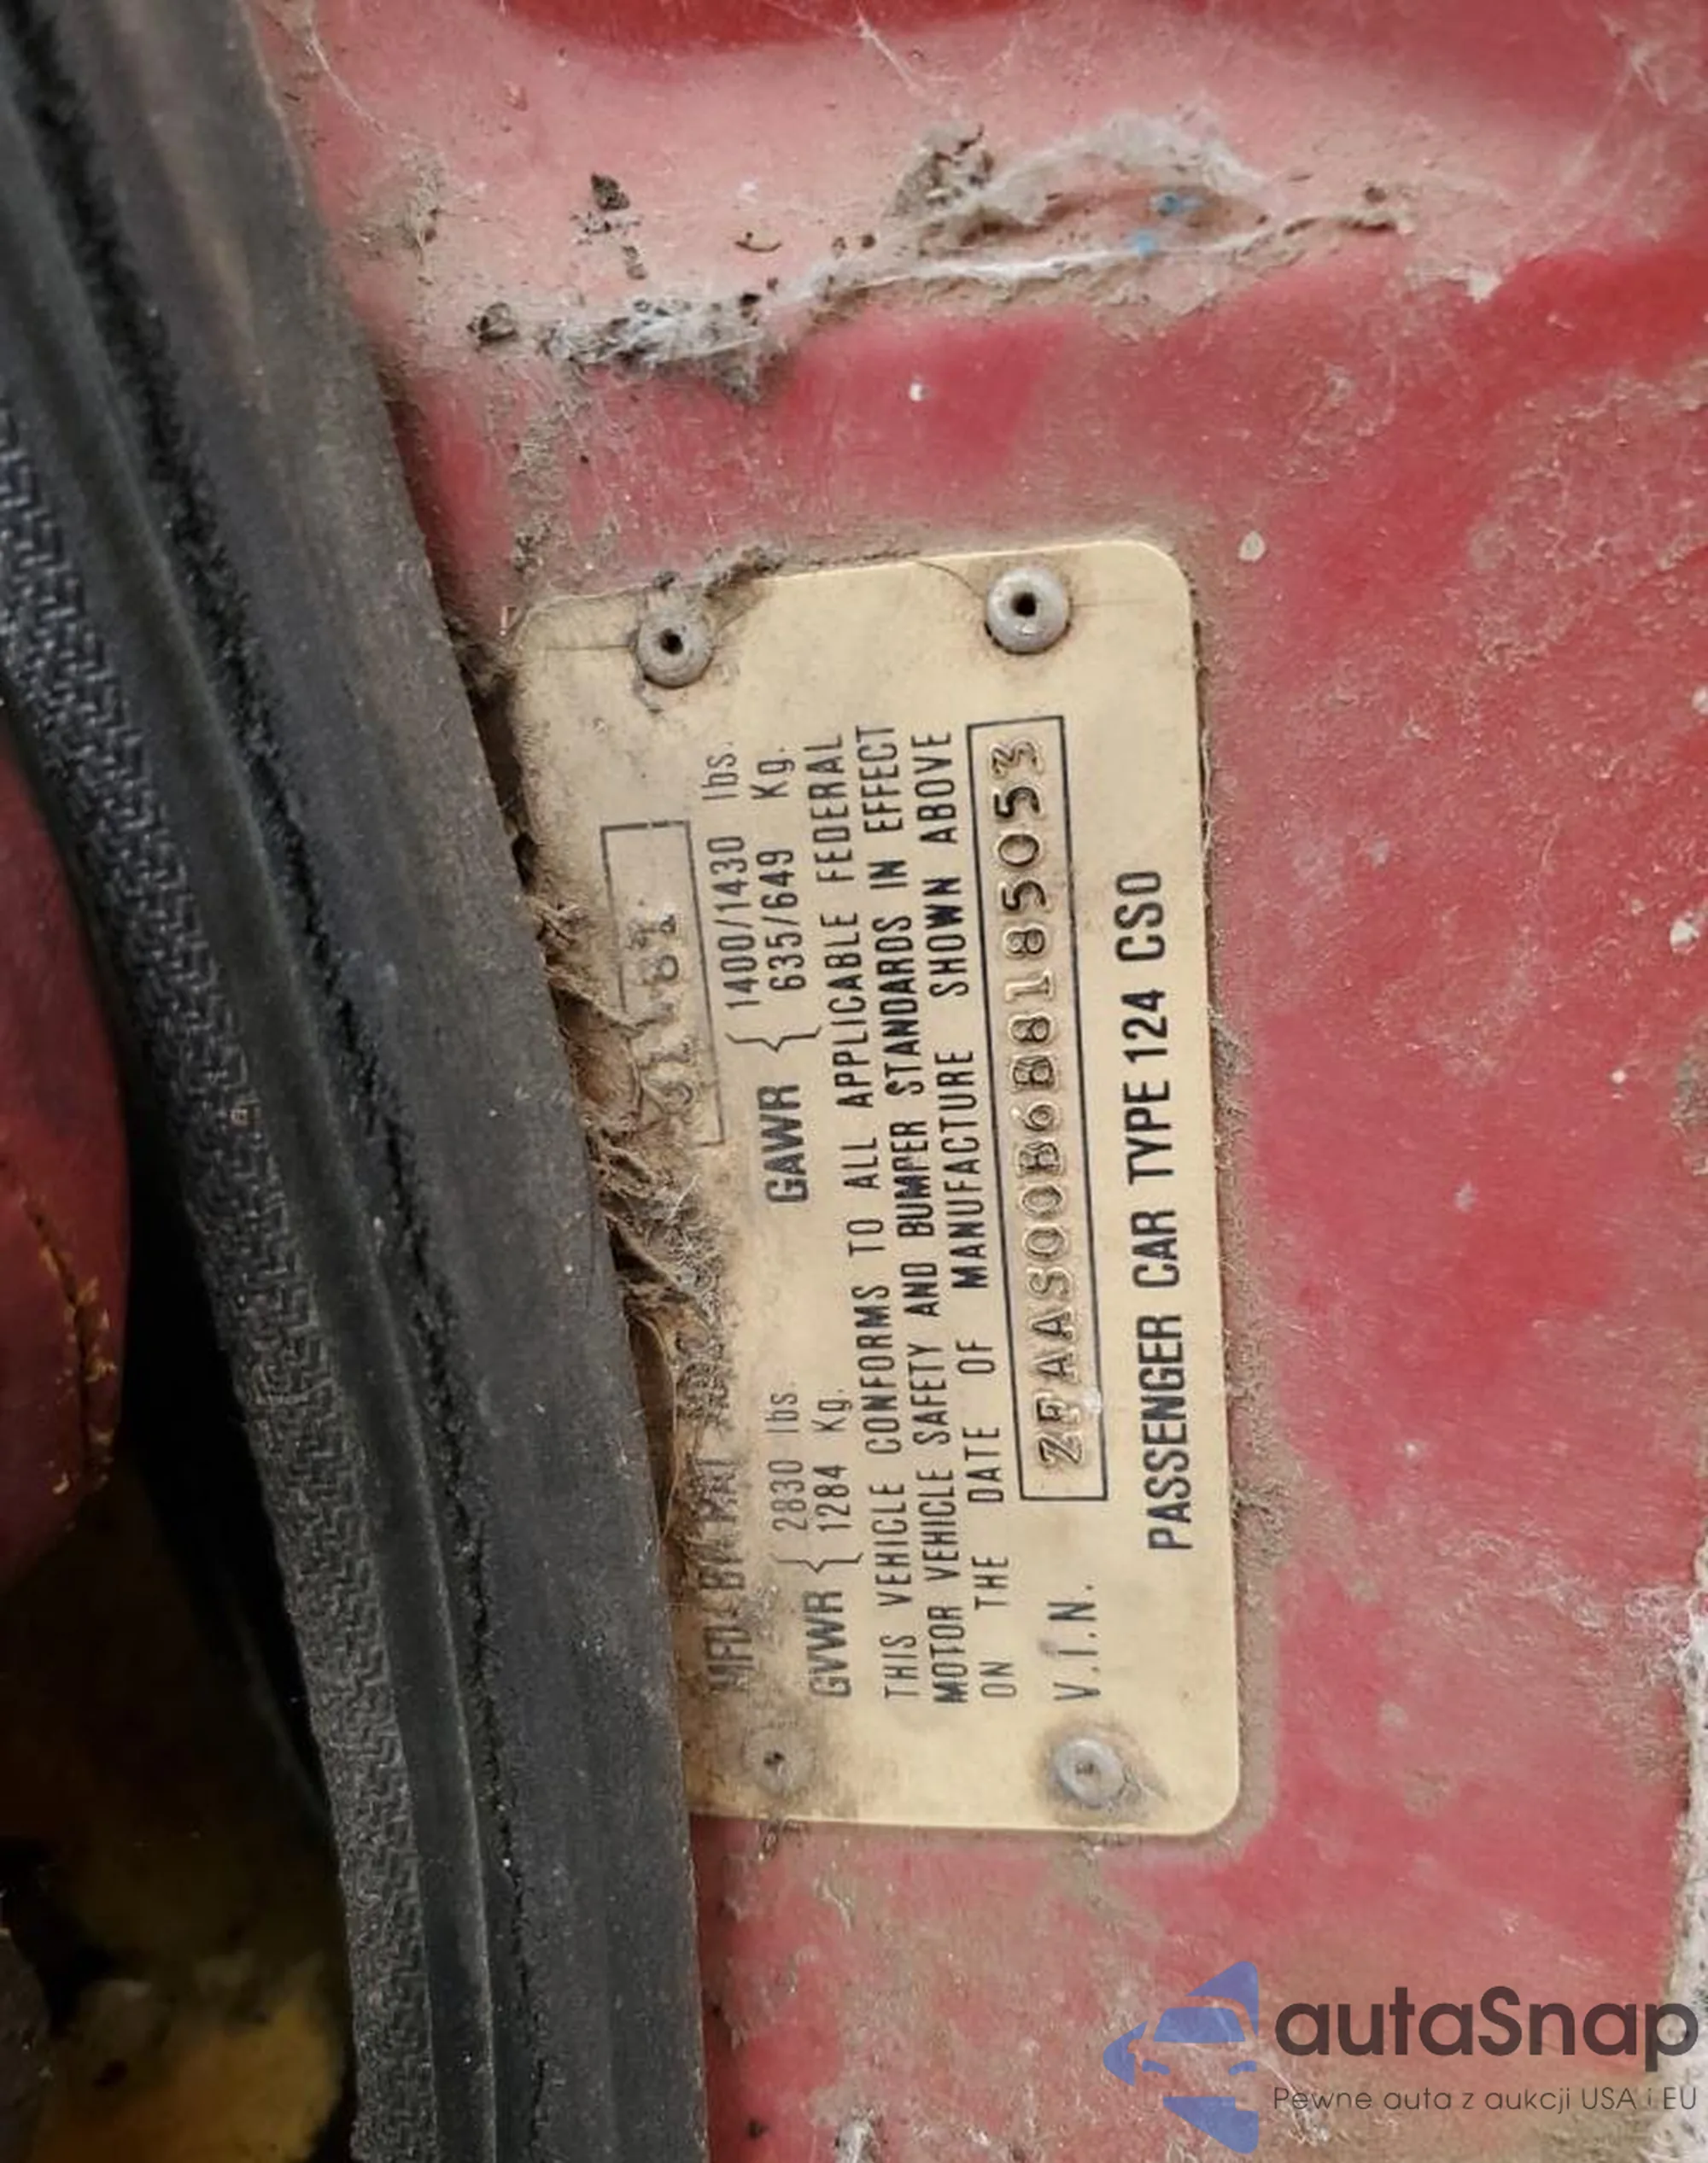 MFD. BY
GVWR { 2830 lbs. GAWR { 1400/1430 lbs.
1284 Kg. 635/649 Kg.
THIS VEHICLE CONFORMS TO ALL APPLICABLE FEDERAL
MOTOR VEHICLE SAFETY AND BUMPER STANDARDS IN EFFECT
ON THE DATE OF MANUFACTURE SHOWN ABOVE
V.I.N. ZFAAS00B6B8185053
PASSENGER CAR TYPE 124 CS0
autaSnap
Pewne auta z aukcji USA i EU